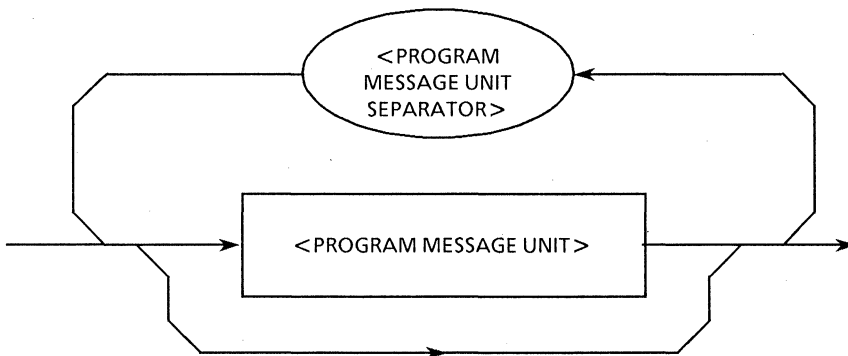 <PROGRAM
MESSAGE UNIT
SEPARATOR>
<PROGRAM MESSAGE UNIT>